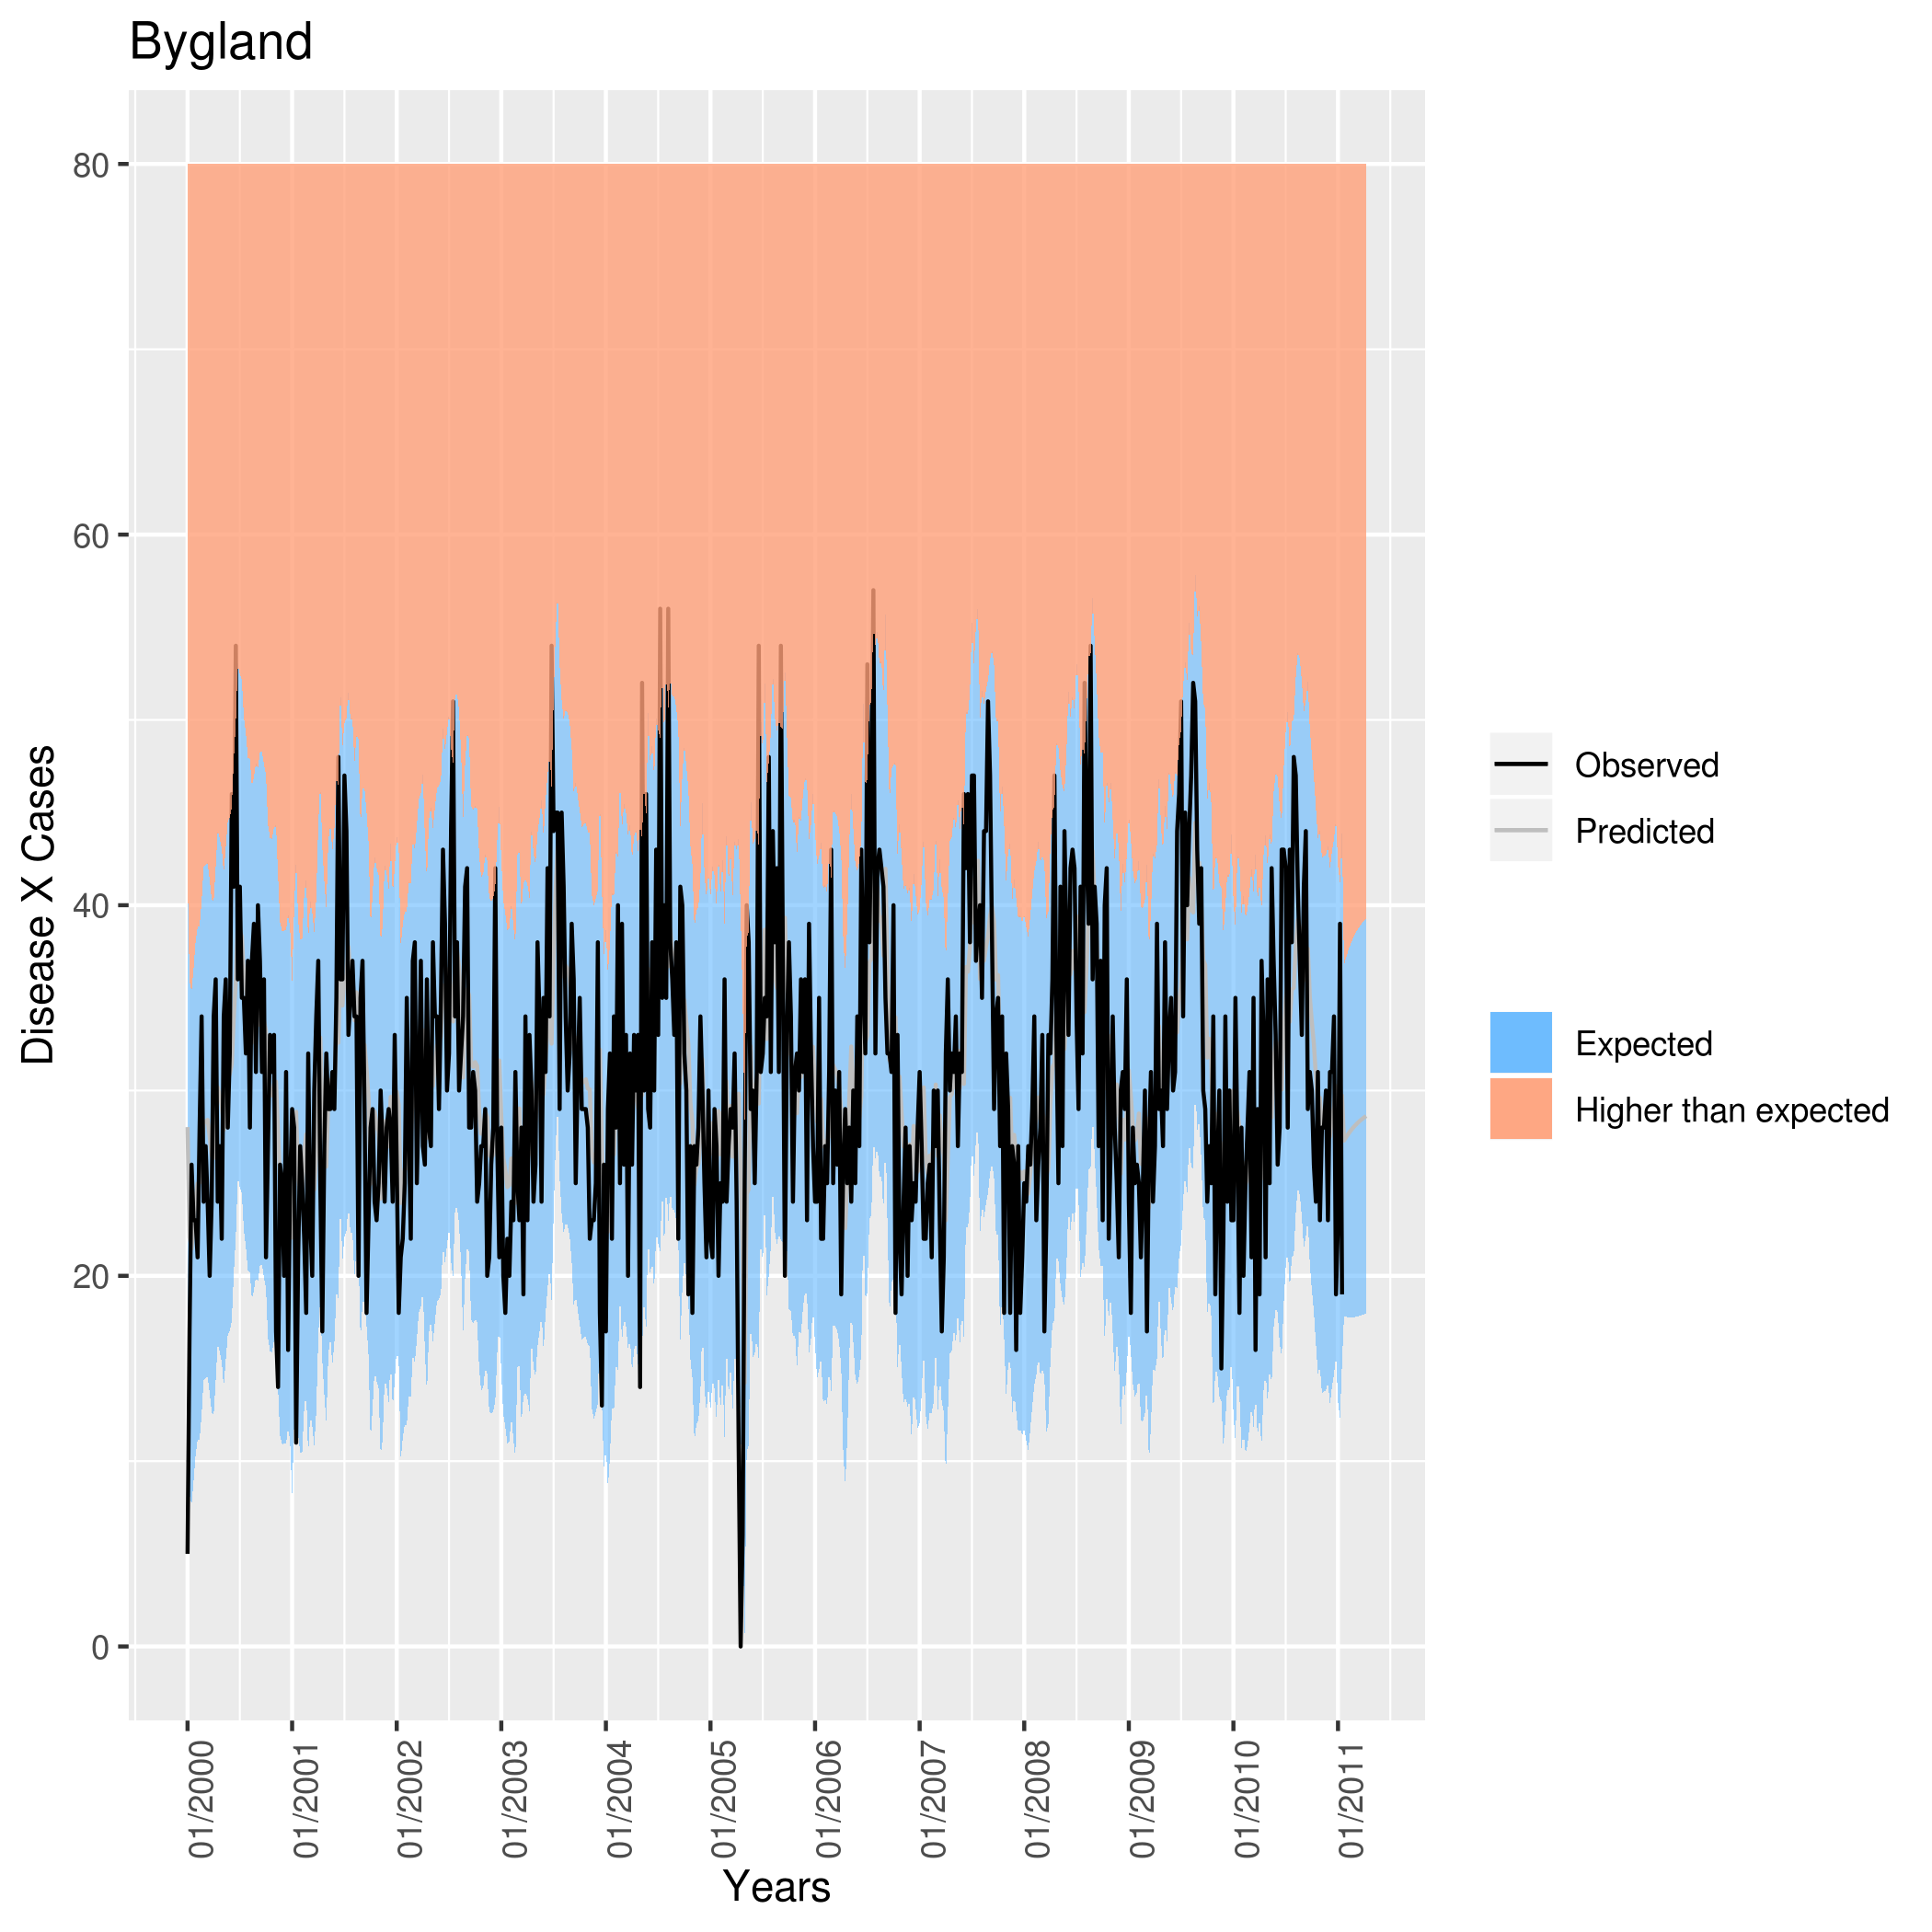 Bygland
80
60
40
20
0
Disease X Cases
01/2000
01/2001
01/2002
01/2003
01/2004
01/2005
01/2006
01/2007
01/2008
01/2009
01/2010
01/2011
Years
Observed
Predicted
Expected
Higher than expected